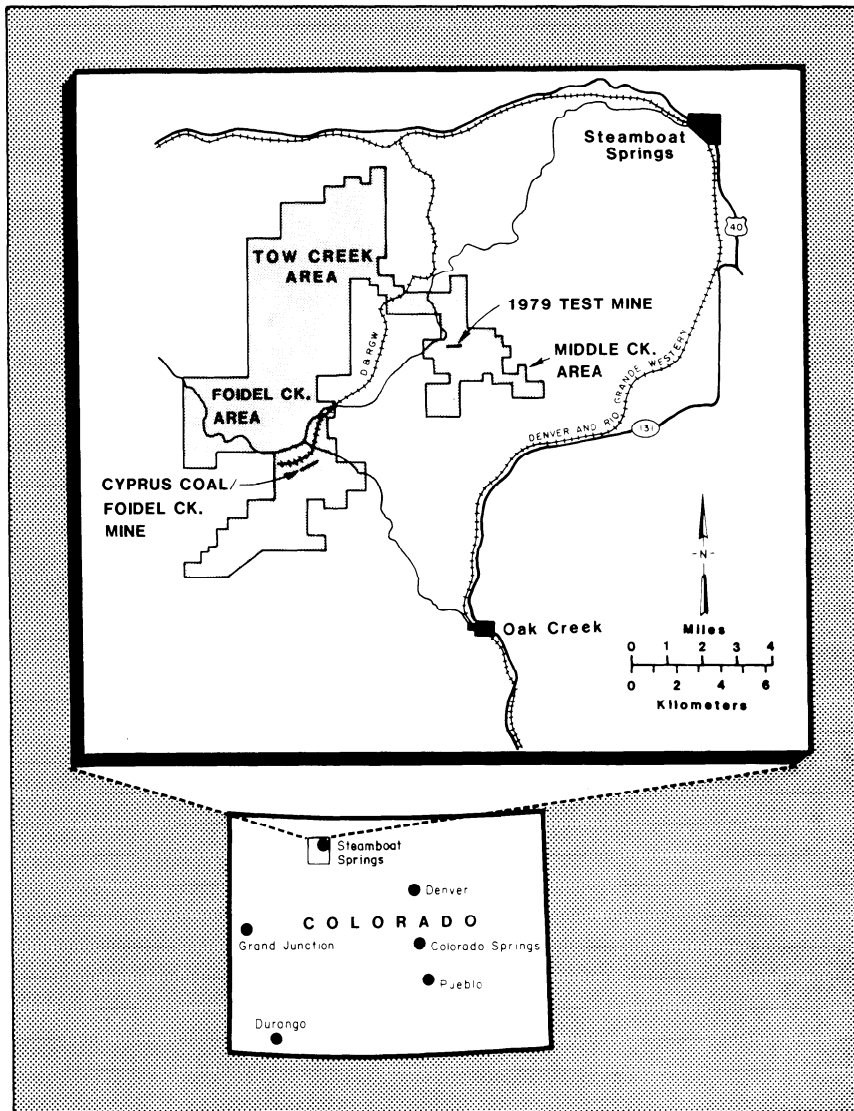 Steamboat
Springs
40
TOW CREEK
AREA
1979 TEST MINE
D & RGW
MIDDLE CK.
AREA
FOIDEL CK.
AREA
DENVER AND RIO GRANDE WESTERN
131
CYPRUS COAL/
FOIDEL CK.
MINE
-N-
Oak Creek
Miles
0 1 2 3 4
0 2 4 6
Kilometers
Steamboat
Springs
Denver
COLORADO
Grand Junction
Colorado Springs
Pueblo
Durango